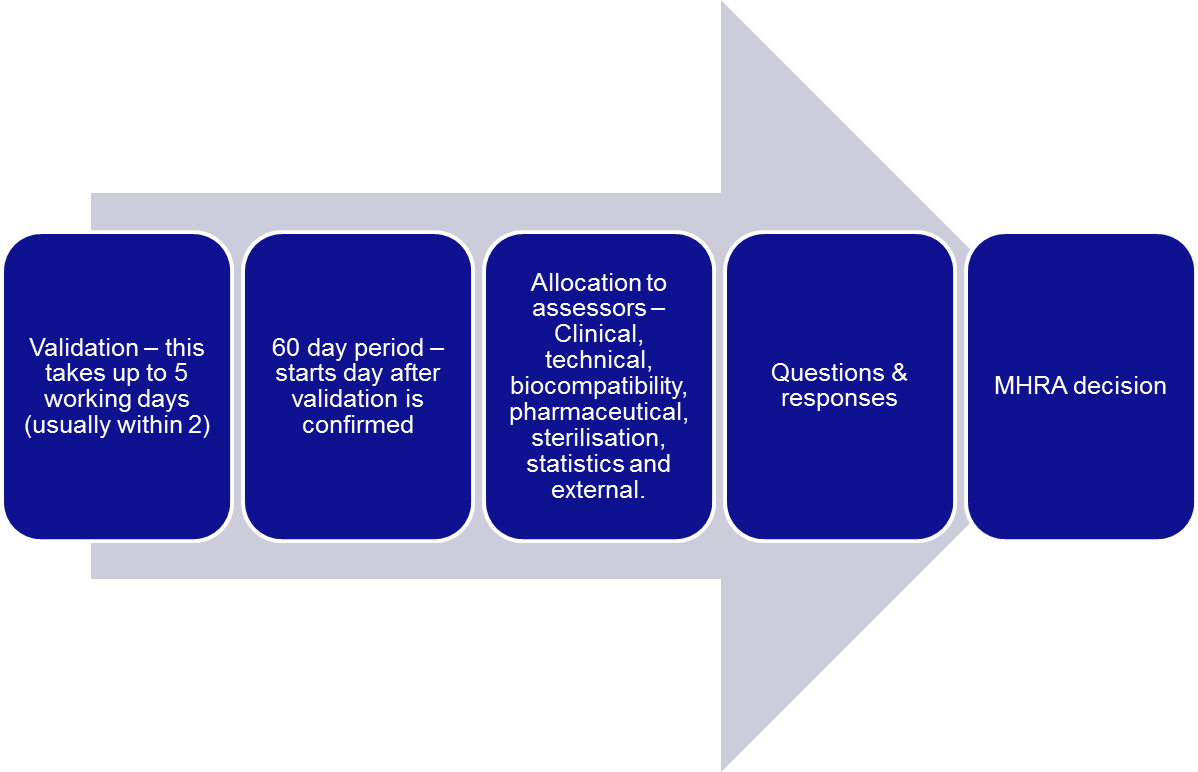 Validation – this
takes up to 5
working days
(usually within 2)
60 day period –
starts day after
validation is
confirmed
Allocation to
assessors –
Clinical,
technical,
biocompatibility,
pharmaceutical,
sterilisation,
statistics and
external.
Questions &
responses
MHRA decision